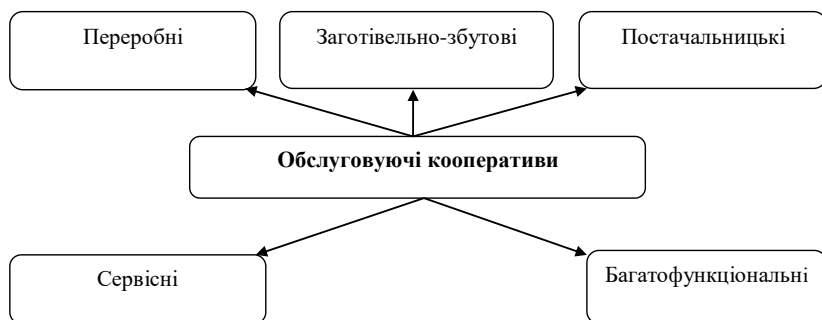 Переробні
Заготівельно-збутові
Постачальницькі
Обслуговуючі кооперативи
Сервісні
Багатофункціональні